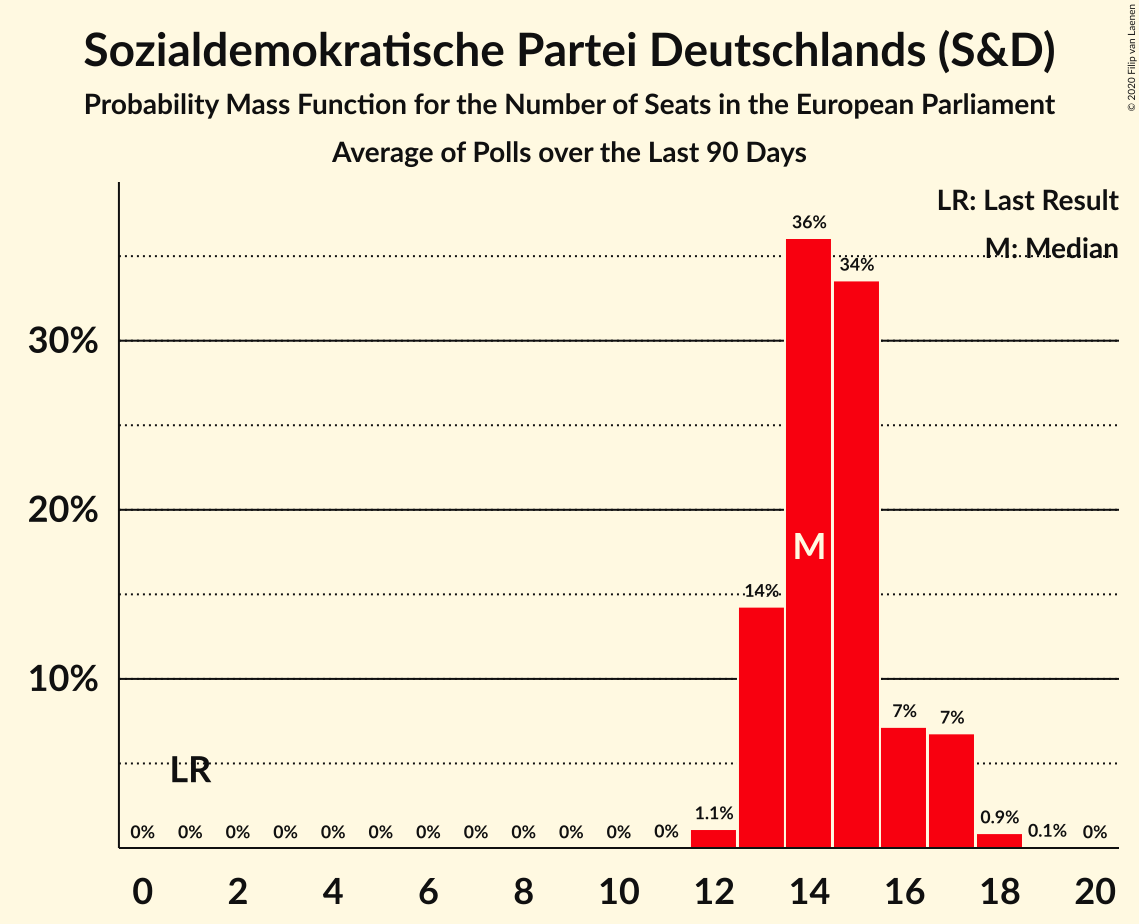 Sozialdemokratische Partei Deutschlands (S&D)
Probability Mass Function for the Number of Seats in the European Parliament
Average of Polls over the Last 90 Days
© 2020 Filip van Laenen
LR: Last Result
M: Median
36%
34%
30%
20%
M
14%
10%
7%
7%
LR
0% 0% 0% 0% 0% 0% 0% 0% 0% 0% 0% 0% 1.1% 0.9% 0.1% 0%
0 2 4 6 8 10 12 14 16 18 20